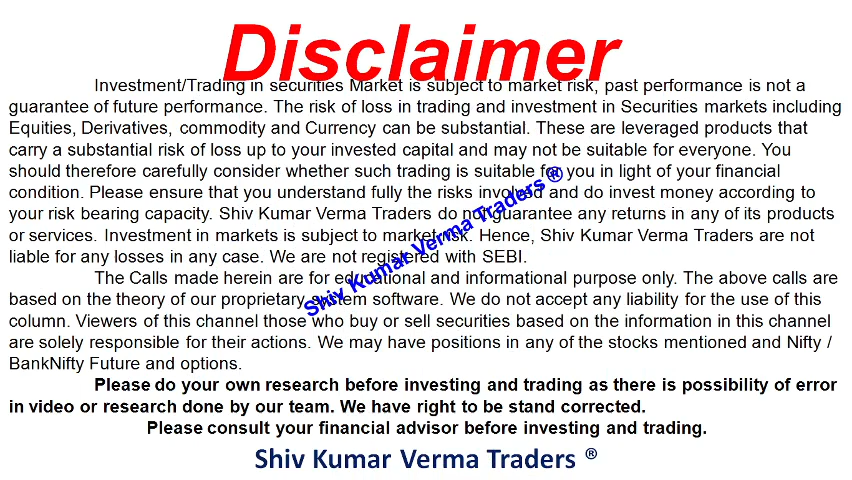 Disclaimer
Investment/Trading in securities Market is subject to market risk, past performance is not a
guarantee of future performance. The risk of loss in trading and investment in Securities markets including
Equities, Derivatives, commodity and Currency can be substantial. These are leveraged products that
carry a substantial risk of loss up to your invested capital and may not be suitable for everyone. You
should therefore carefully consider whether such trading is suitable for you in light of your financial
condition. Please ensure that you understand fully the risks involved and do invest money according to
your risk bearing capacity. Shiv Kumar Verma Traders do not guarantee any returns in any of its products
or services. Investment in markets is subject to market risk. Hence, Shiv Kumar Verma Traders are not
liable for any losses in any case. We are not registered with SEBI.
The Calls made herein are for educational and informational purpose only. The above calls are
based on the theory of our proprietary system software. We do not accept any liability for the use of this
column. Viewers of this channel those who buy or sell securities based on the information in this channel
are solely responsible for their actions. We may have positions in any of the stocks mentioned and Nifty /
BankNifty Future and options.
Please do your own research before investing and trading as there is possibility of error
in video or research done by our team. We have right to be stand corrected.
Please consult your financial advisor before investing and trading.
Shiv Kumar Verma Traders ®
Shiv Kumar Verma Traders ®